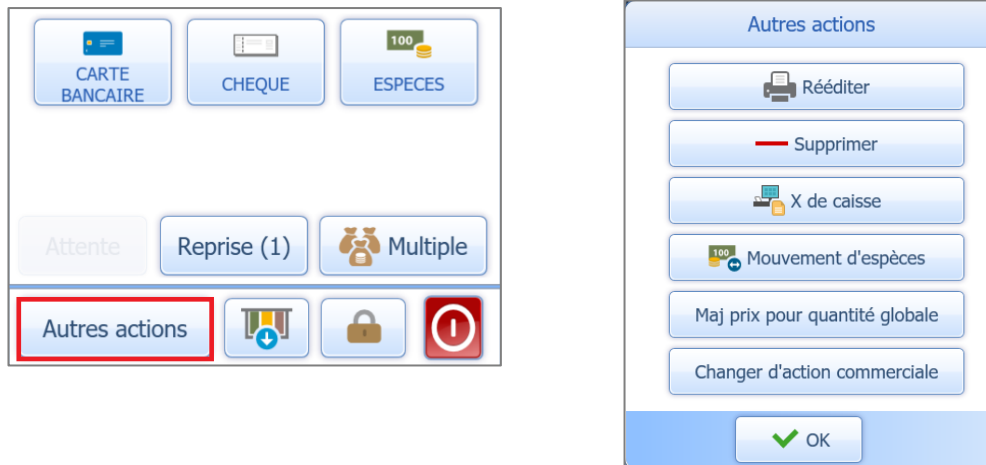 CARTE
BANCAIRE
CHEQUE
100
ESPECES
Attente
Reprise (1)
Multiple
Autres actions
Autres actions
Rééditer
Supprimer
X de caisse
100
Mouvement d'espèces
Maj prix pour quantité globale
Changer d'action commerciale
OK